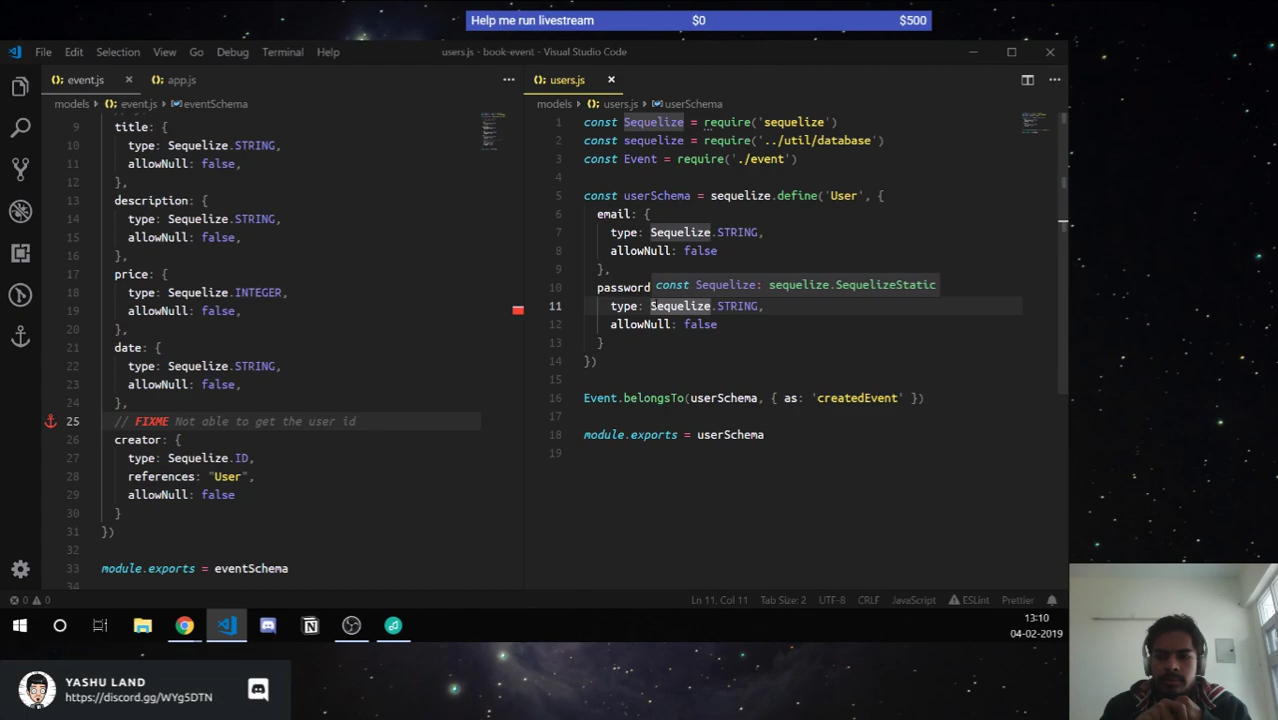 Help me run livestream $0 $500
File Edit Selection View Go Debug Terminal Help users.js - book-event - Visual Studio Code
event.js app.js
models event.js eventSchema
9 title: {
10 type: Sequelize.STRING,
11 allowNull: false,
12 },
13 description: {
14 type: Sequelize.STRING,
15 allowNull: false,
16 },
17 price: {
18 type: Sequelize.INTEGER,
19 allowNull: false,
20 },
21 date: {
22 type: Sequelize.STRING,
23 allowNull: false,
24 },
25 // FIXME Not able to get the user id
26 creator: {
27 type: Sequelize.ID,
28 references: "User",
29 allowNull: false
30 }
31 })
32
33 module.exports = eventSchema
34
users.js
models users.js userSchema
1 const Sequelize = require('sequelize')
2 const sequelize = require('../util/database')
3 const Event = require('./event')
4
5 const userSchema = sequelize.define('User', {
6 email: {
7 type: Sequelize.STRING,
8 allowNull: false
9 },
10 password
const Sequelize: sequelize.SequelizeStatic
11 type: Sequelize.STRING,
12 allowNull: false
13 }
14 })
15
16 Event.belongsTo(userSchema, { as: 'createdEvent' })
17
18 module.exports = userSchema
19
0 0 Ln 11, Col 11 Tab Size: 2 UTF-8 CRLF JavaScript ESLint Prettier
13:10
04-02-2019
YASHU LAND
https://discord.gg/WYg5DTN